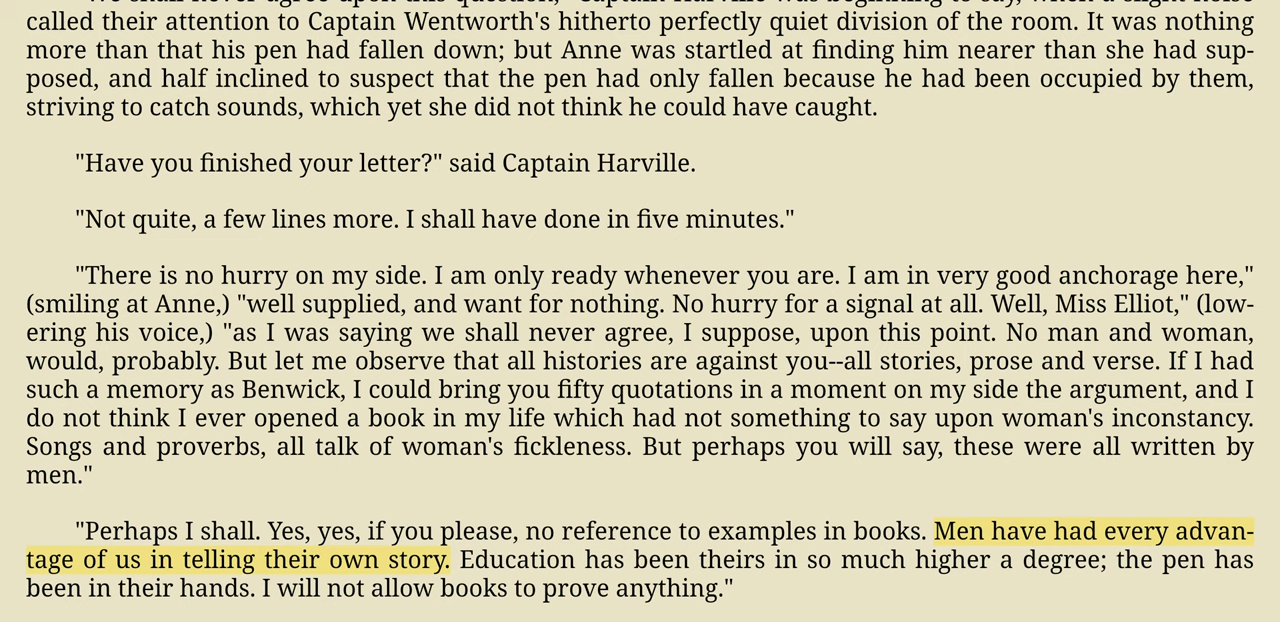 called their attention to Captain Wentworth's hitherto perfectly quiet division of the room. It was nothing
more than that his pen had fallen down; but Anne was startled at finding him nearer than she had sup-
posed, and half inclined to suspect that the pen had only fallen because he had been occupied by them,
striving to catch sounds, which yet she did not think he could have caught.
"Have you finished your letter?" said Captain Harville.
"Not quite, a few lines more. I shall have done in five minutes."
"There is no hurry on my side. I am only ready whenever you are. I am in very good anchorage here,"
(smiling at Anne,) "well supplied, and want for nothing. No hurry for a signal at all. Well, Miss Elliot," (low-
ering his voice,) "as I was saying we shall never agree, I suppose, upon this point. No man and woman,
would, probably. But let me observe that all histories are against you--all stories, prose and verse. If I had
such a memory as Benwick, I could bring you fifty quotations in a moment on my side the argument, and I
do not think I ever opened a book in my life which had not something to say upon woman's inconstancy.
Songs and proverbs, all talk of woman's fickleness. But perhaps you will say, these were all written by
men."
"Perhaps I shall. Yes, yes, if you please, no reference to examples in books. Men have had every advan-
tage of us in telling their own story. Education has been theirs in so much higher a degree; the pen has
been in their hands. I will not allow books to prove anything."